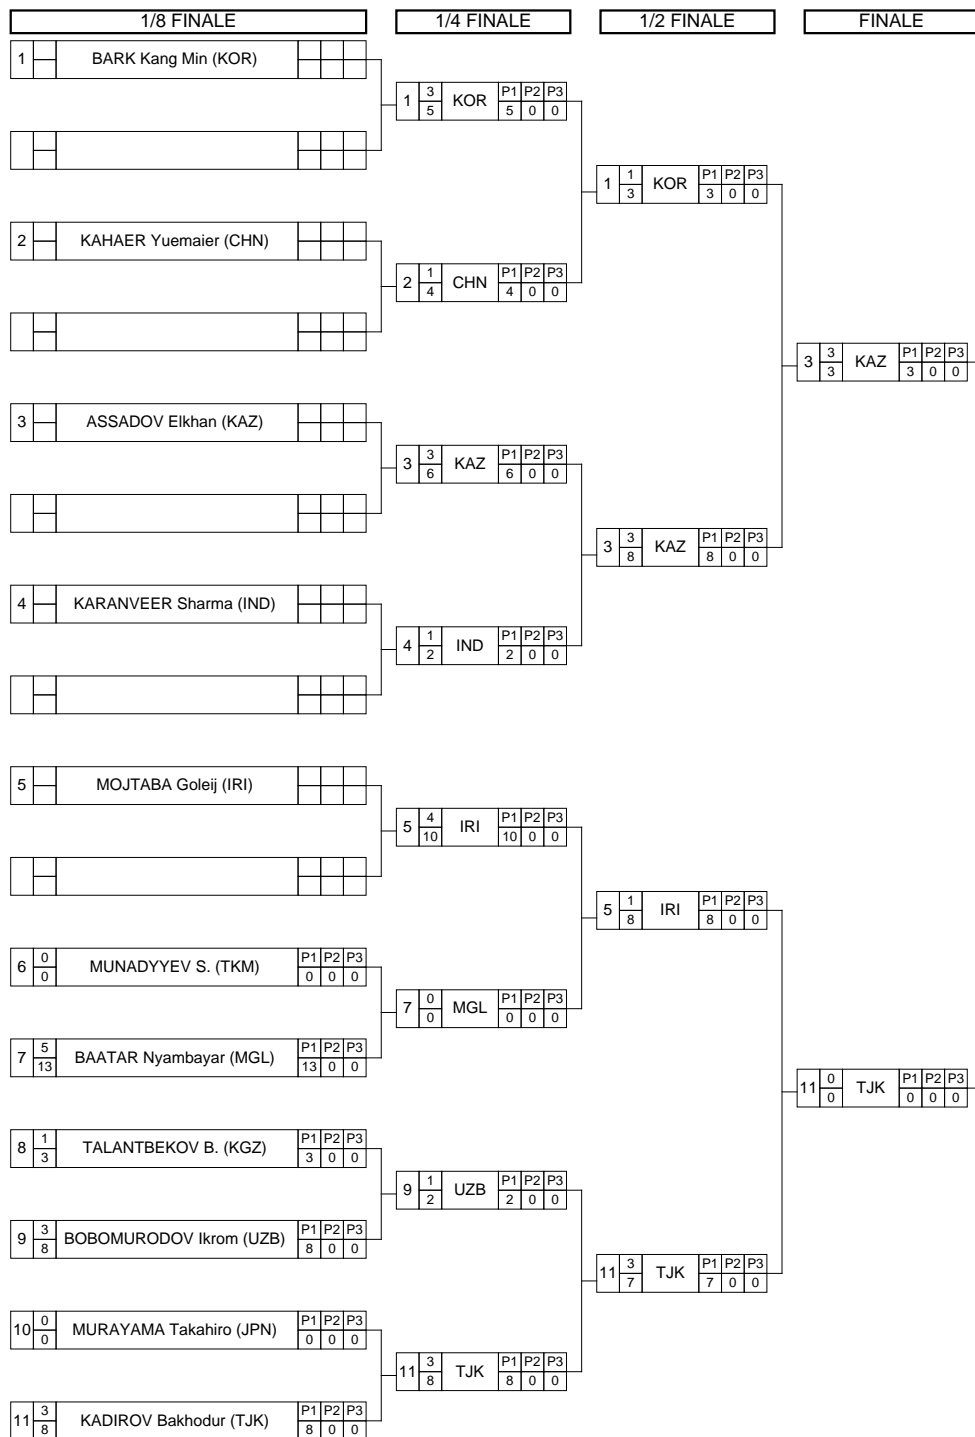 1/8 FINALE 1/4 FINALE 1/2 FINALE FINALE
1 BARK Kang Min (KOR)
1 3 5 KOR P1 P2 P3 5 0 0
1 1 3 KOR P1 P2 P3 3 0 0
2 KAHAER Yuemaier (CHN)
2 1 4 CHN P1 P2 P3 4 0 0
3 3 3 KAZ P1 P2 P3 3 0 0
3 ASSADOV Elkhan (KAZ)
3 3 6 KAZ P1 P2 P3 6 0 0
3 3 8 KAZ P1 P2 P3 8 0 0
4 KARANVEER Sharma (IND)
4 1 2 IND P1 P2 P3 2 0 0
5 MOJTABA Goleij (IRI)
5 4 10 IRI P1 P2 P3 10 0 0
5 1 8 IRI P1 P2 P3 8 0 0
6 0 0 MUNADYYEV S. (TKM) P1 P2 P3 0 0 0
7 0 0 MGL P1 P2 P3 0 0 0
7 5 13 BAATAR Nyambayar (MGL) P1 P2 P3 13 0 0
11 0 0 TJK P1 P2 P3 0 0 0
8 1 3 TALANTBEKOV B. (KGZ) P1 P2 P3 3 0 0
9 1 2 UZB P1 P2 P3 2 0 0
9 3 8 BOBOMURODOV Ikrom (UZB) P1 P2 P3 8 0 0
11 3 7 TJK P1 P2 P3 7 0 0
10 0 0 MURAYAMA Takahiro (JPN) P1 P2 P3 0 0 0
11 3 8 TJK P1 P2 P3 8 0 0
11 3 8 KADIROV Bakhodur (TJK) P1 P2 P3 8 0 0